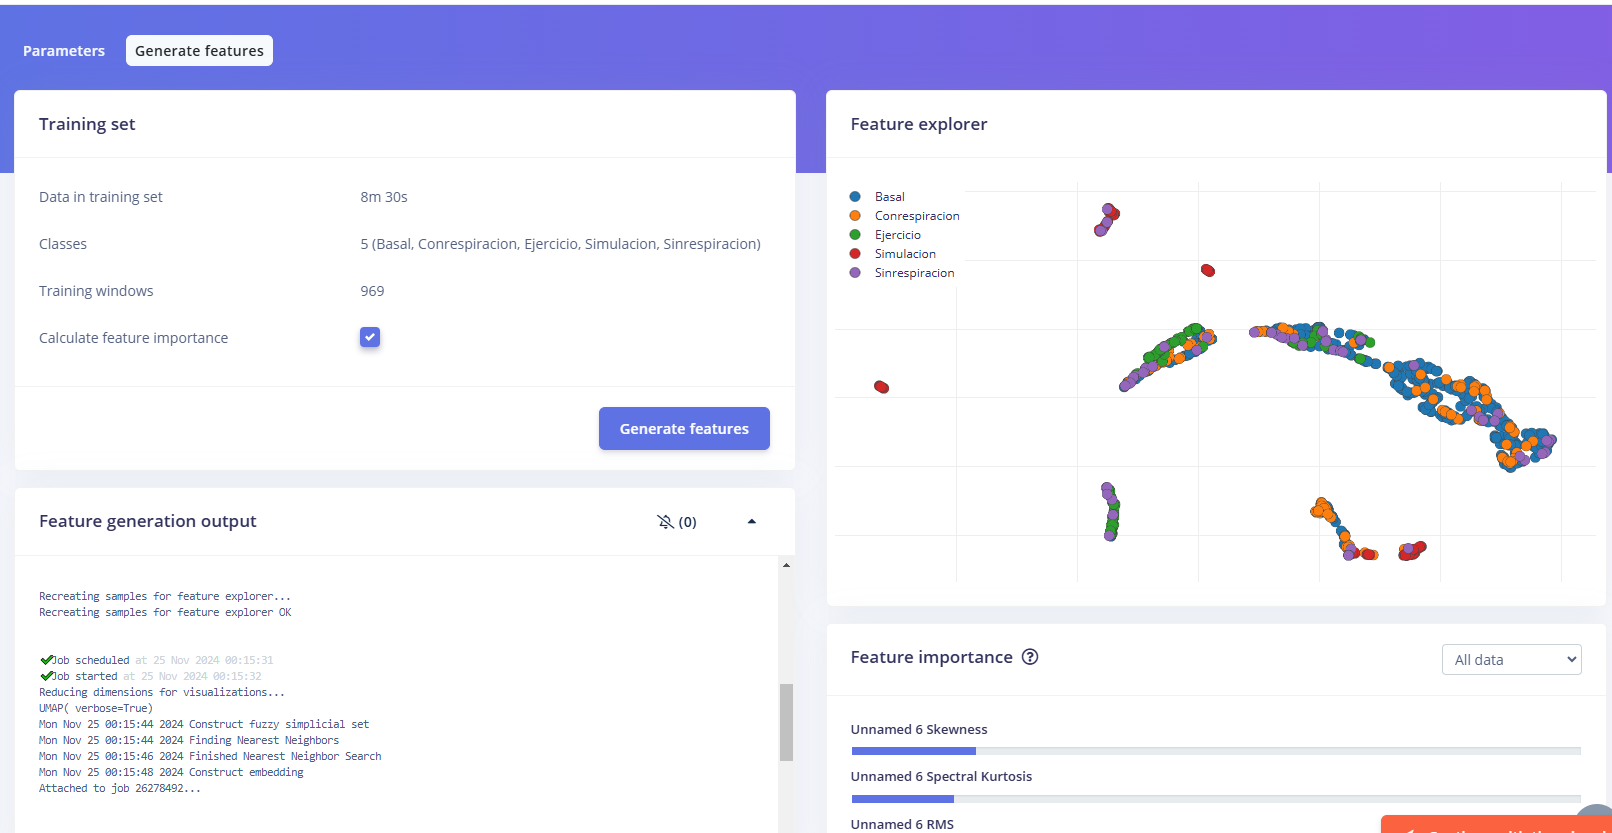 Parameters
Generate features
Training set
Data in training set 8m 30s
Classes 5 (Basal, Conrespiracion, Ejercicio, Simulacion, Sinrespiracion)
Training windows 969
Calculate feature importance
Generate features
Feature generation output (0)
Recreating samples for feature explorer...
Recreating samples for feature explorer OK
Job scheduled at 25 Nov 2024 00:15:31
Job started at 25 Nov 2024 00:15:32
Reducing dimensions for visualizations...
UMAP( verbose=True)
Mon Nov 25 00:15:44 2024 Construct fuzzy simplicial set
Mon Nov 25 00:15:44 2024 Finding Nearest Neighbors
Mon Nov 25 00:15:46 2024 Finished Nearest Neighbor Search
Mon Nov 25 00:15:48 2024 Construct embedding
Attached to job 26278492...
Feature explorer
Basal
Conrespiracion
Ejercicio
Simulacion
Sinrespiracion
Feature importance ? All data
Unnamed 6 Skewness
Unnamed 6 Spectral Kurtosis
Unnamed 6 RMS